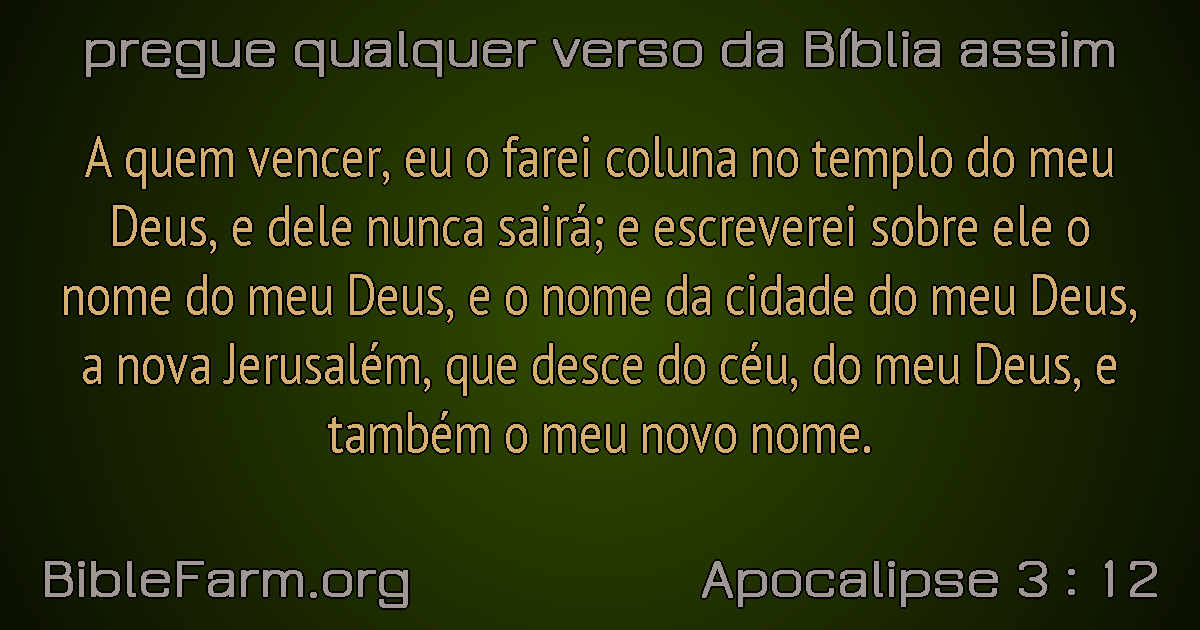 pregue qualquer verso da Bíblia assim
A quem vencer, eu o farei coluna no templo do meu
Deus, e dele nunca sairá; e escreverei sobre ele o
nome do meu Deus, e o nome da cidade do meu Deus,
a nova Jerusalém, que desce do céu, do meu Deus, e
também o meu novo nome.
BibleFarm.org
Apocalipse 3 : 12